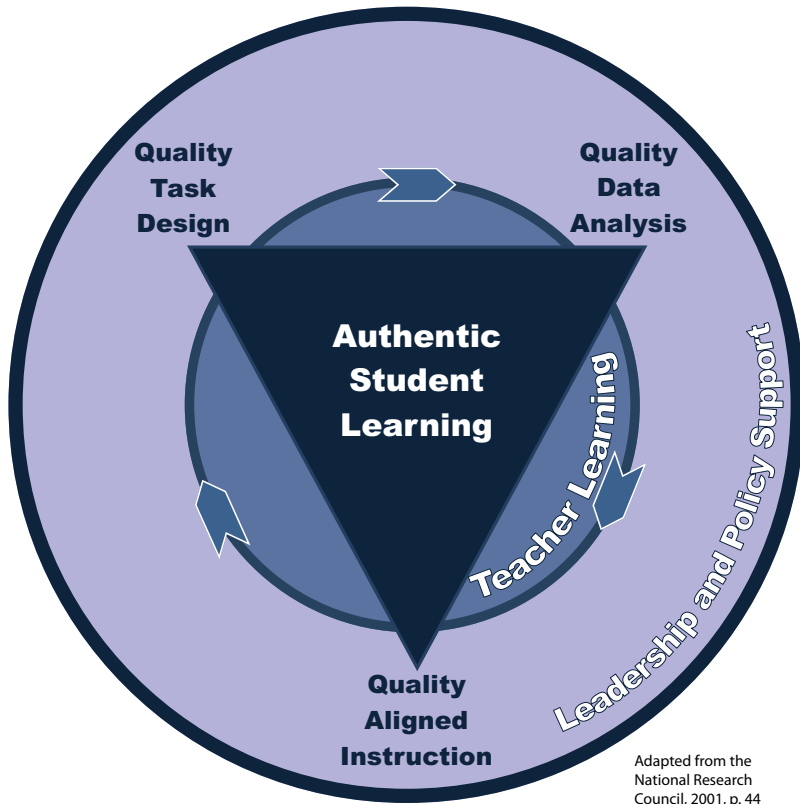 Quality
Task
Design
Quality
Data
Analysis
Authentic
Student
Learning
Teacher Learning
Leadership and Policy Support
Quality
Aligned
Instruction
Adapted from the
National Research
Council, 2001, p. 44